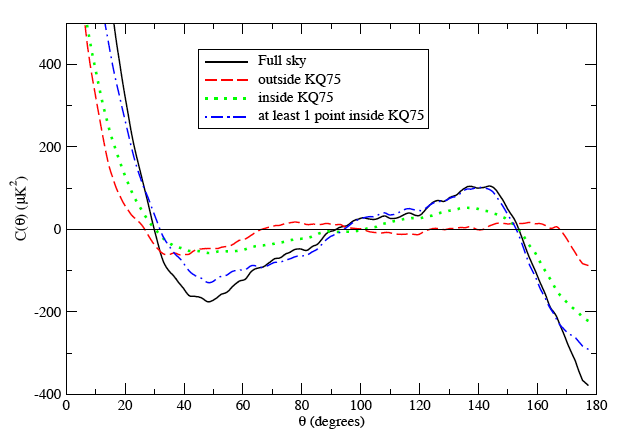 Full sky
outside KQ75
inside KQ75
at least 1 point inside KQ75
C(θ) (μK²)
400
200
0
-200
-400
0 20 40 60 80 100 120 140 160 180
θ (degrees)